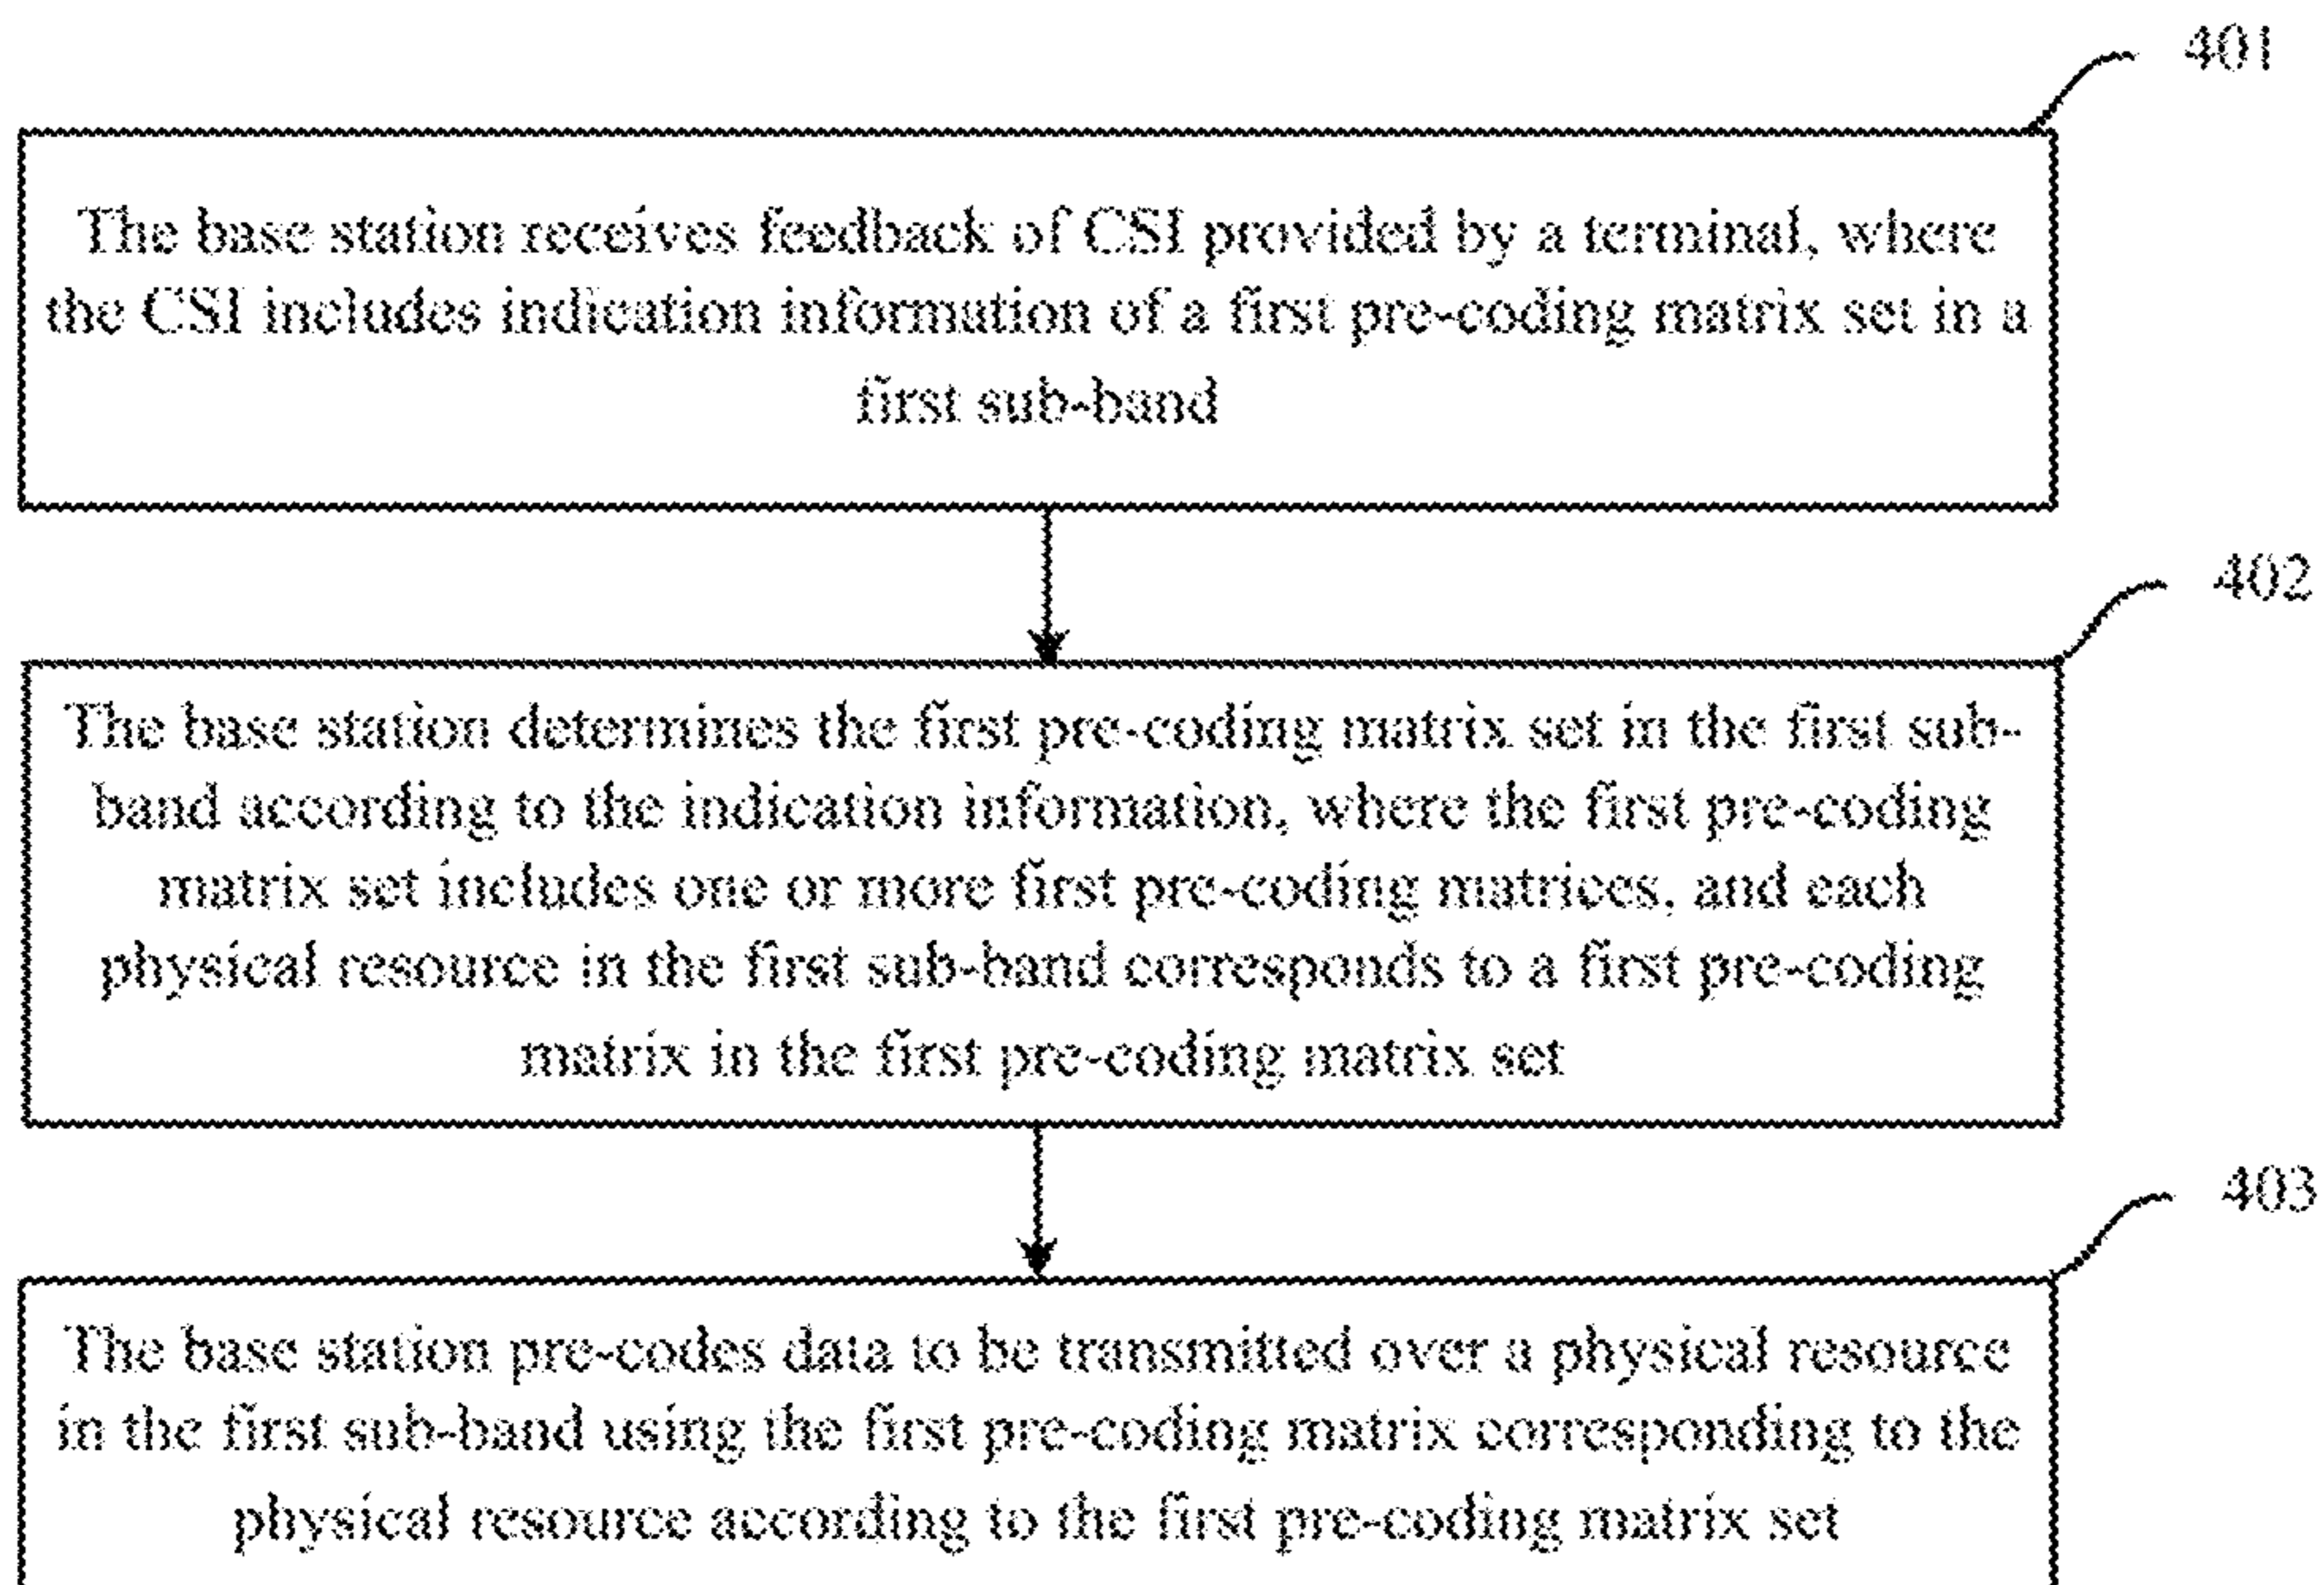 401
The base station receives feedback of CSI provided by a terminal, where
the CSI includes indication information of a first pre-coding matrix set in a
first sub-band
402
The base station determines the first pre-coding matrix set in the first sub-
band according to the indication information, where the first pre-coding
matrix set includes one or more first pre-coding matrices, and each
physical resource in the first sub-band corresponds to a first pre-coding
matrix in the first pre-coding matrix set
403
The base station pre-codes data to be transmitted over a physical resource
in the first sub-band using the first pre-coding matrix corresponding to the
physical resource according to the first pre-coding matrix set